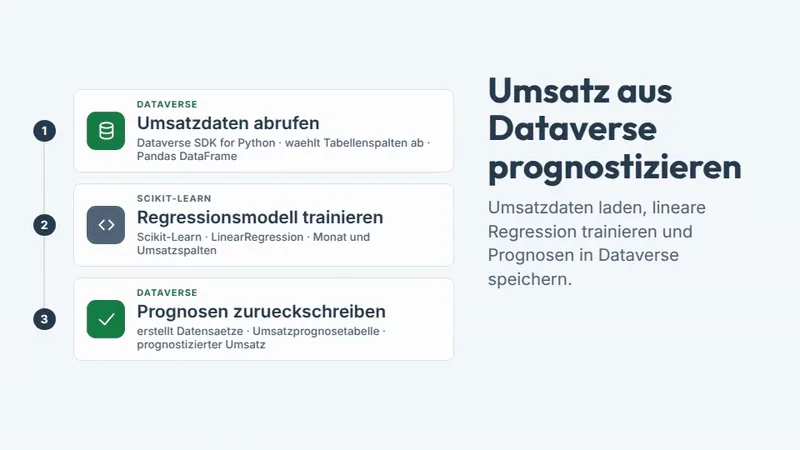 1
DATAVERSE
Umsatzdaten abrufen
Dataverse SDK for Python · waehlt Tabellenspalten ab ·
Pandas DataFrame
2
SCIKIT-LEARN
Regressionsmodell trainieren
Scikit-Learn · LinearRegression · Monat und
Umsatzspalten
3
DATAVERSE
Prognosen zurueckschreiben
erstellt Datensaetze · Umsatzprognosetabelle ·
prognostizierter Umsatz
Umsatz aus
Dataverse
prognostizieren
Umsatzdaten laden, lineare
Regression trainieren und
Prognosen in Dataverse
speichern.